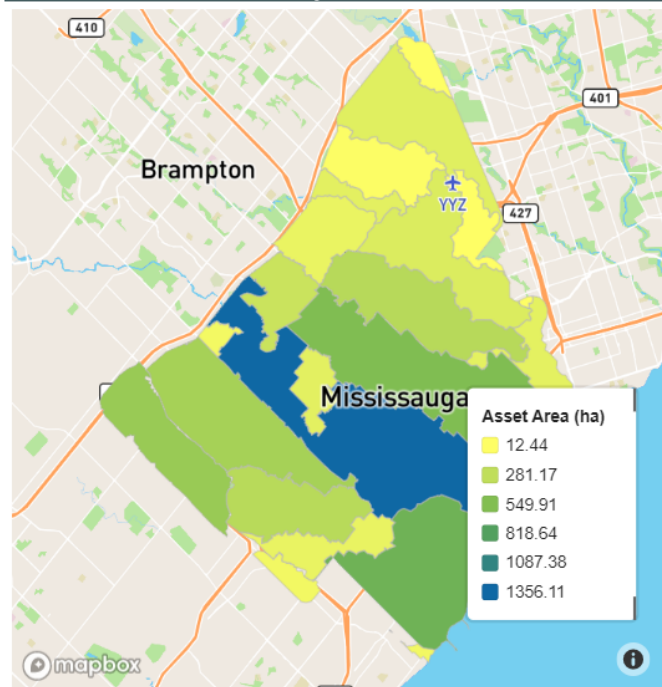 410
401
Brampton
YYZ
427
Mississauga
Asset Area (ha)
12.44
281.17
549.91
818.64
1087.38
1356.11
mapbox